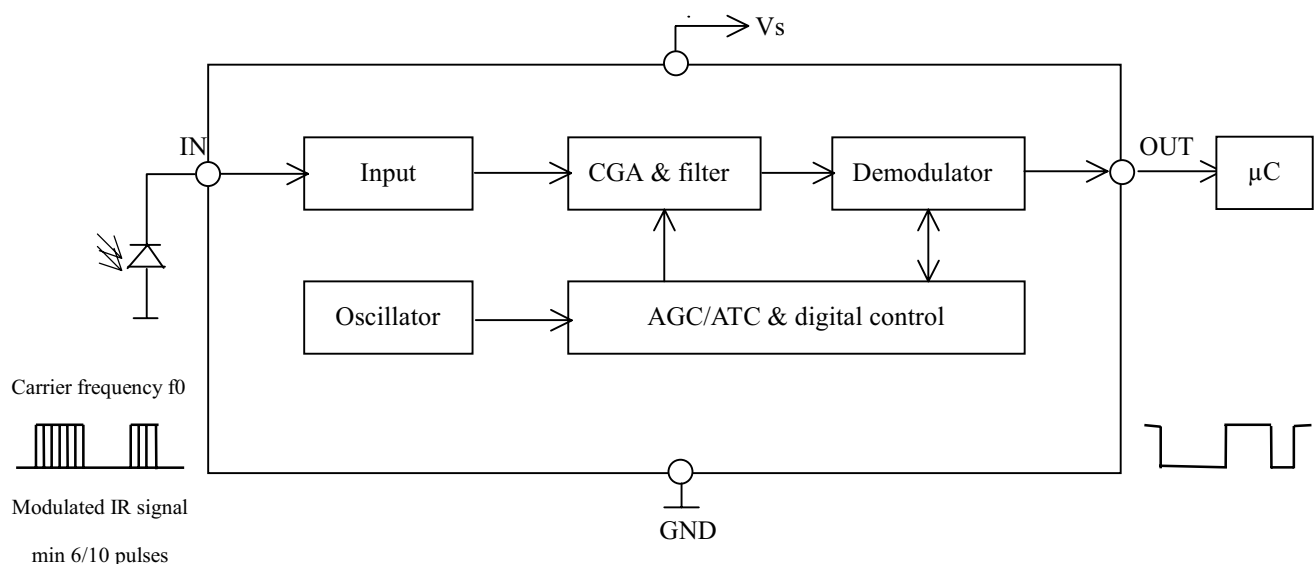 Vs
IN
Input
CGA & filter
Demodulator
OUT
µC
Oscillator
AGC/ATC & digital control
Carrier frequency f0
Modulated IR signal
min 6/10 pulses
GND